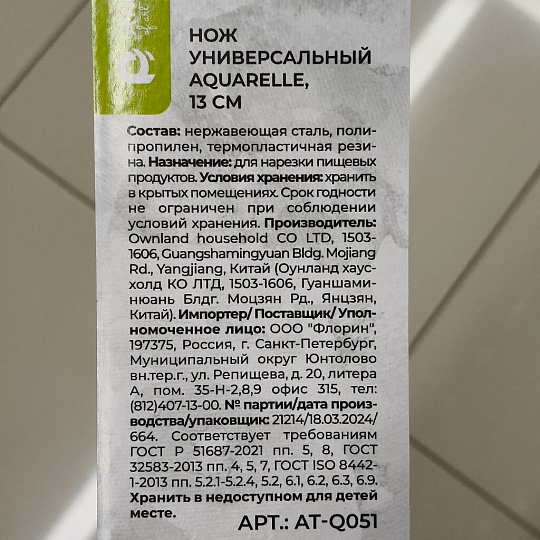 of art
НОЖ
УНИВЕРСАЛЬНЫЙ
AQUARELLE,
13 СМ
Состав: нержавеющая сталь, поли-
пропилен, термопластичная рези-
на. Назначение: для нарезки пищевых
продуктов. Условия хранения: хранить
в крытых помещениях. Срок годности
не ограничен при соблюдении
условий хранения. Производитель:
Ownland household CO LTD, 1503-
1606, Guangshamingyuan Bldg. Mojiang
Rd., Yangjiang, Китай (Оунланд хаус-
холд КО ЛТД, 1503-1606, Гуаншами-
нюань Блдг. Моцзян Рд., Янцзян,
Китай). Импортер/ Поставщик/ Упол-
номоченное лицо: ООО "Флорин",
197375, Россия, г. Санкт-Петербург,
Муниципальный округ Юнтолово
вн.тер.г., ул. Репищева, д. 20, литера
А, пом. 35-Н-2,8,9 офис 315, тел:
(812)407-13-00. № партии/дата произ-
водства/упаковщик: 21214/18.03.2024/
664. Соответствует требованиям
ГОСТ Р 51687-2021 пп. 5, 8, ГОСТ
32583-2013 пп. 4, 5, 7, ГОСТ ISO 8442-
1-2013 пп. 5.2.1-5.2.4, 5.2, 6.1, 6.2, 6.3, 6.9.
Хранить в недоступном для детей
месте.
АРТ.: AT-Q051